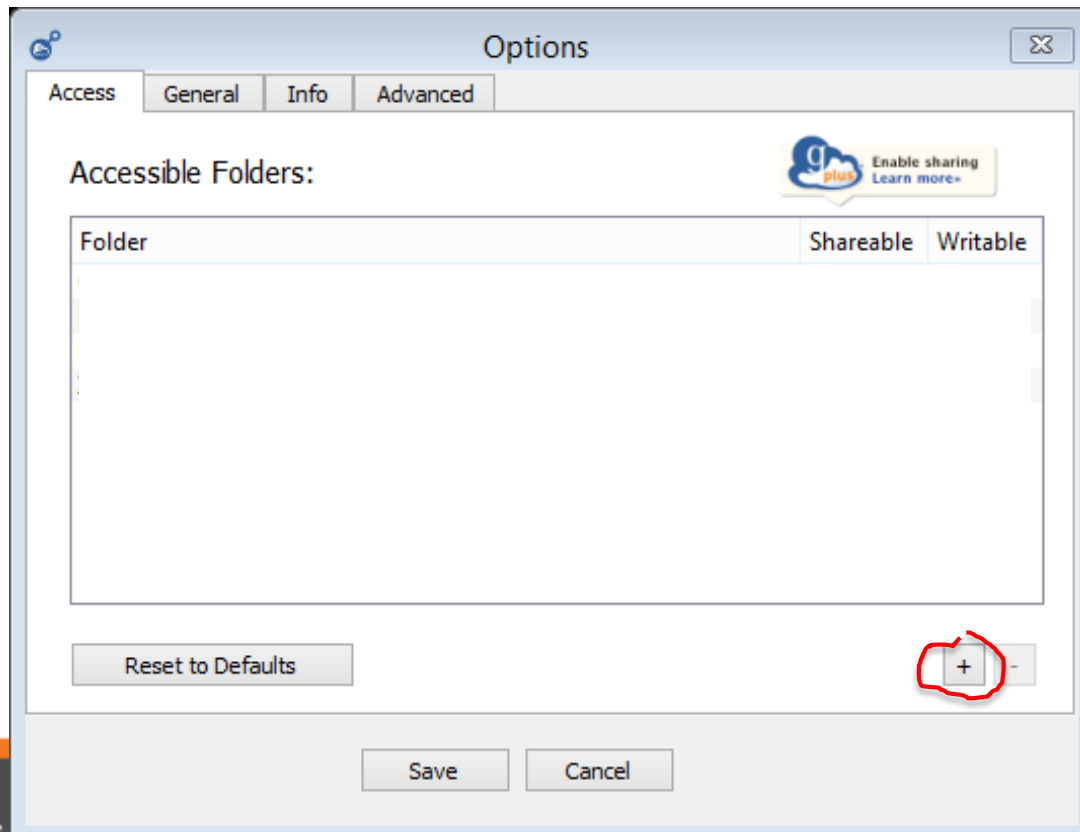 Options
Access General Info Advanced
Accessible Folders:
g plus
Enable sharing
Learn more»
Folder Shareable Writable
Reset to Defaults + -
Save Cancel